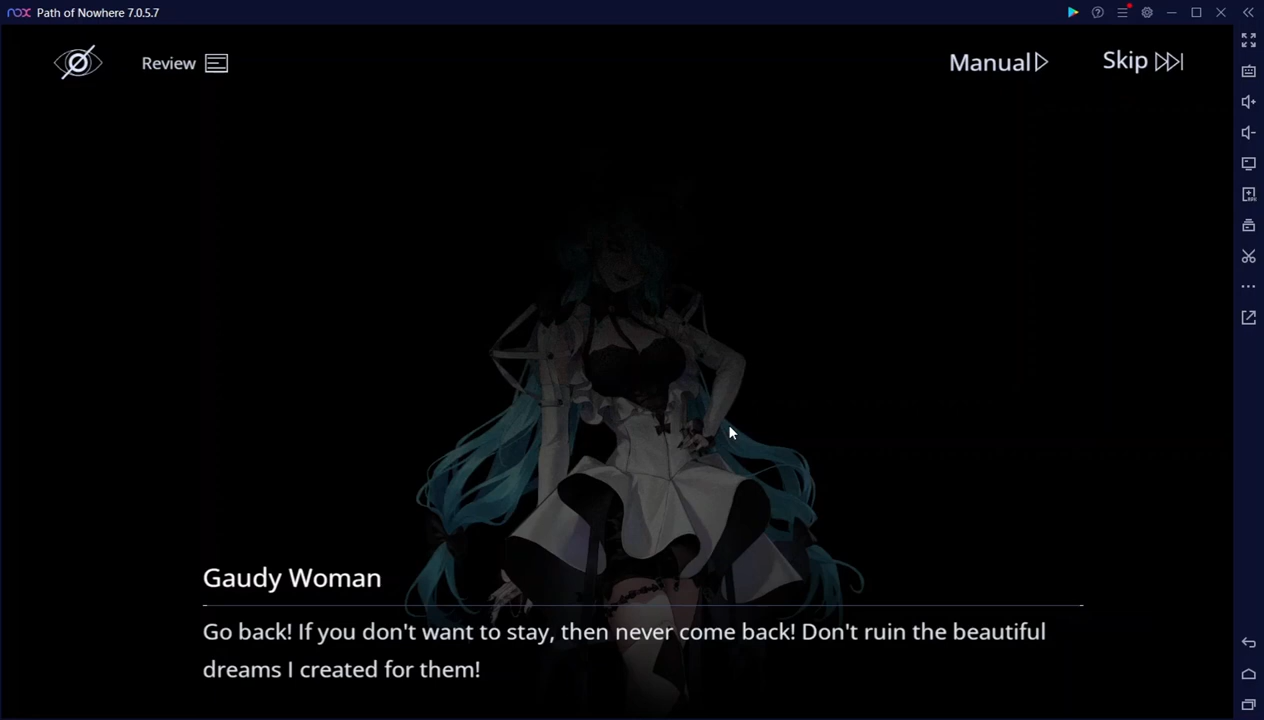 nox Path of Nowhere 7.0.5.7
Review
Manual
Skip
Gaudy Woman
Go back! If you don't want to stay, then never come back! Don't ruin the beautiful
dreams I created for them!